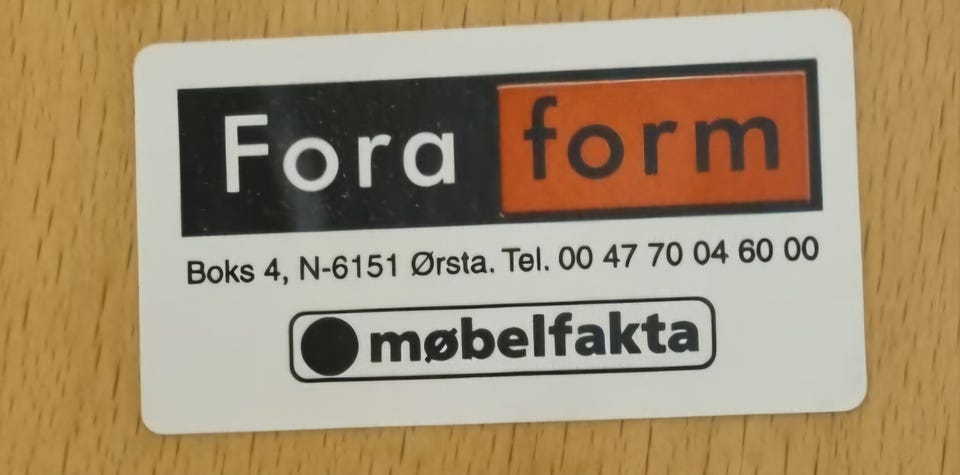 Fora form
Boks 4, N-6151 Ørsta. Tel. 00 47 70 04 60 00
møbelfakta